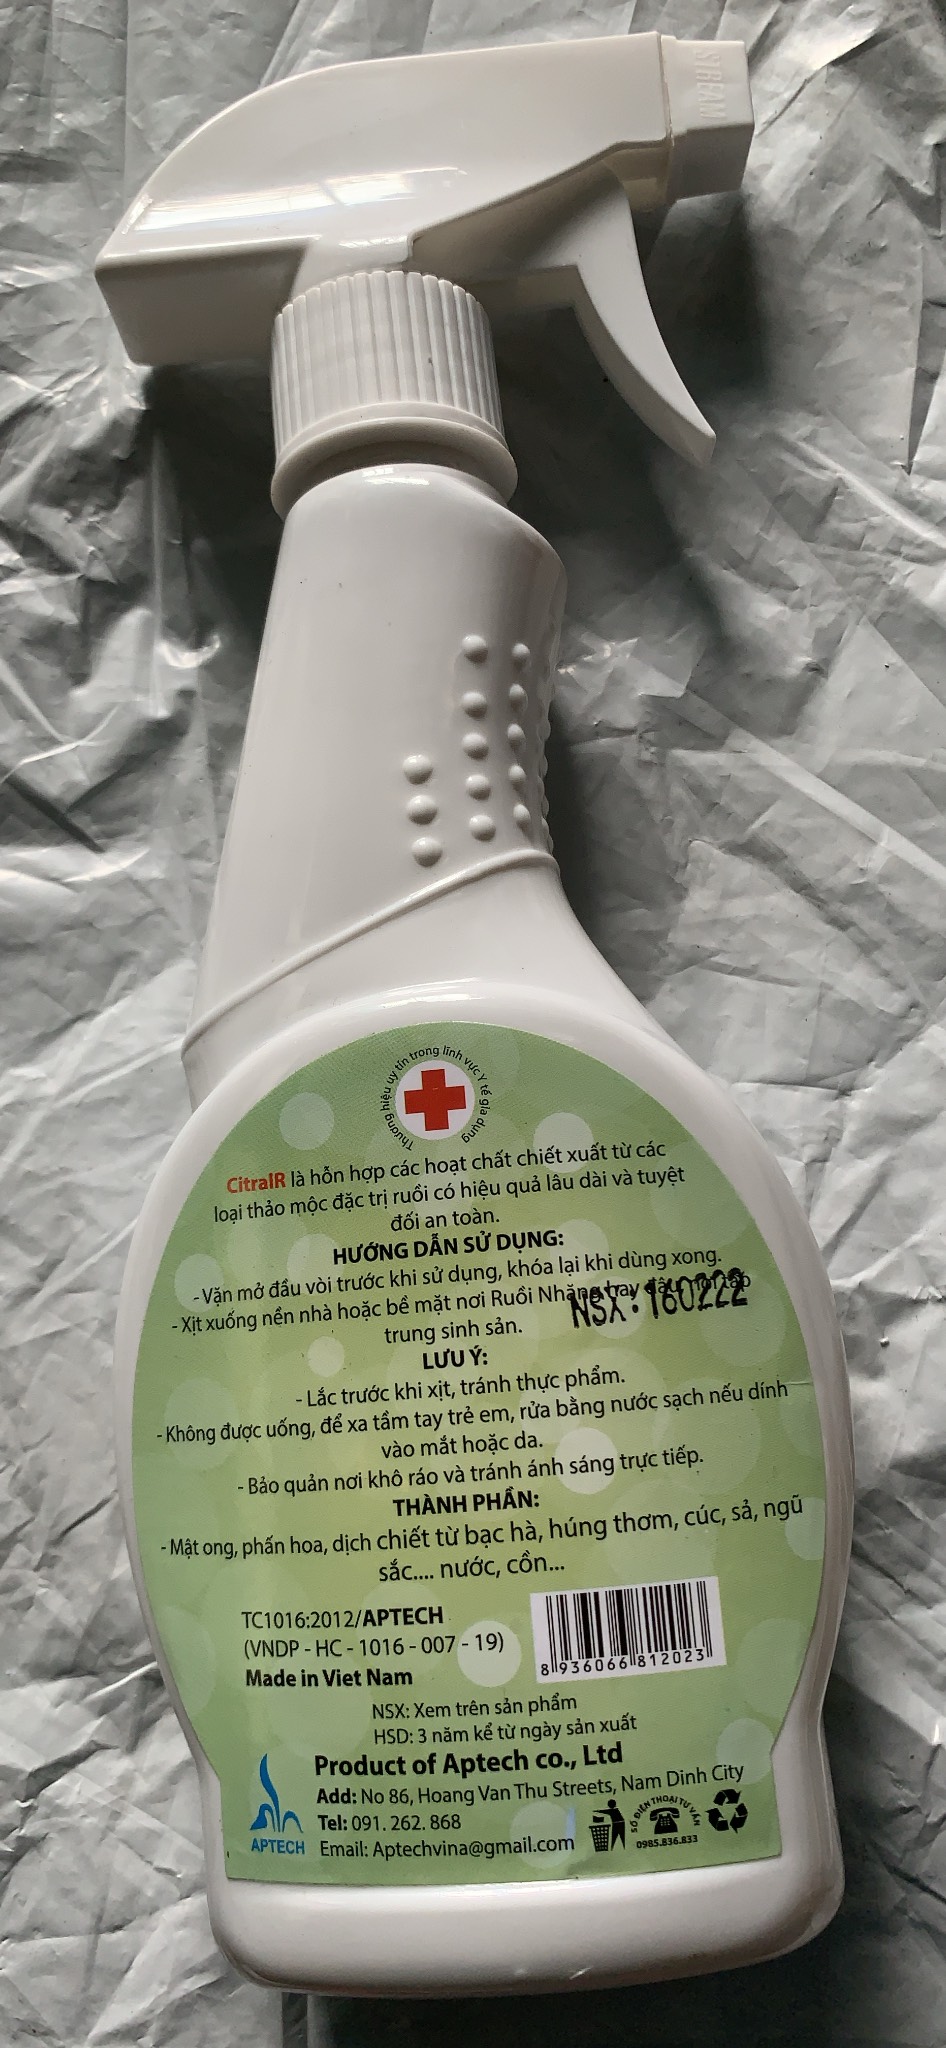 STREAM
Thương hiệu uy tín trong lĩnh vực Y tế gia dụng
CitralR là hỗn hợp các hoạt chất chiết xuất từ các
loại thảo mộc đặc trị ruồi có hiệu quả lâu dài và tuyệt
đối an toàn.
HƯỚNG DẪN SỬ DỤNG:
- Vặn mở đầu vòi trước khi sử dụng, khóa lại khi dùng xong.
- Xịt xuống nền nhà hoặc bề mặt nơi Ruồi Nhặng hay tập
NSX: 160222
trung sinh sản.
LƯU Ý:
- Lắc trước khi xịt, tránh thực phẩm.
- Không được uống, để xa tầm tay trẻ em, rửa bằng nước sạch nếu dính
vào mắt hoặc da.
- Bảo quản nơi khô ráo và tránh ánh sáng trực tiếp.
THÀNH PHẦN:
- Mật ong, phấn hoa, dịch chiết từ bạc hà, húng thơm, cúc, sả, ngũ
sắc.... nước, cồn...
TC1016:2012/APTECH
(VNDP - HC - 1016 - 007 - 19)
Made in Viet Nam
8 936066 812023
NSX: Xem trên sản phẩm
HSD: 3 năm kể từ ngày sản xuất
Product of Aptech co., Ltd
Add: No 86, Hoang Van Thu Streets, Nam Dinh City
Tel: 091. 262. 868
Email: Aptechvina@gmail.com
APTECH
SỐ ĐIỆN THOẠI TƯ VẤN
0985.836.833